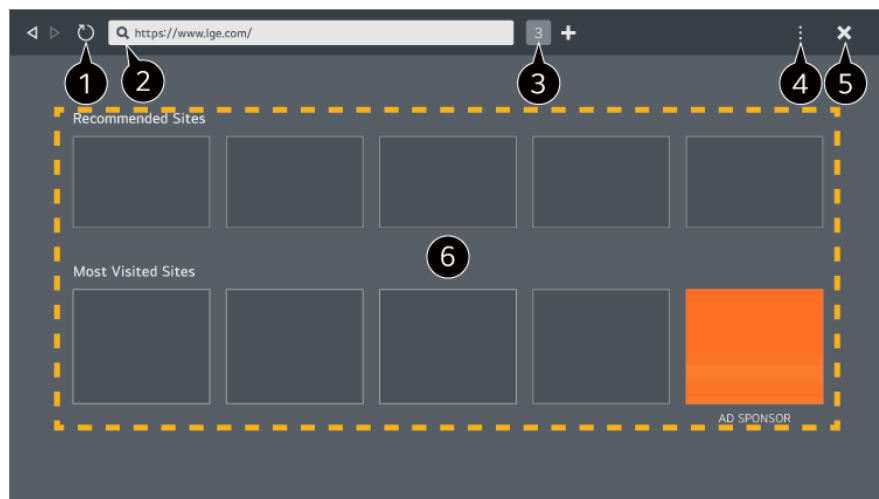 https://www.lge.com/ 3
1 2 3 4 5
Recommended Sites
6
Most Visited Sites
AD SPONSOR